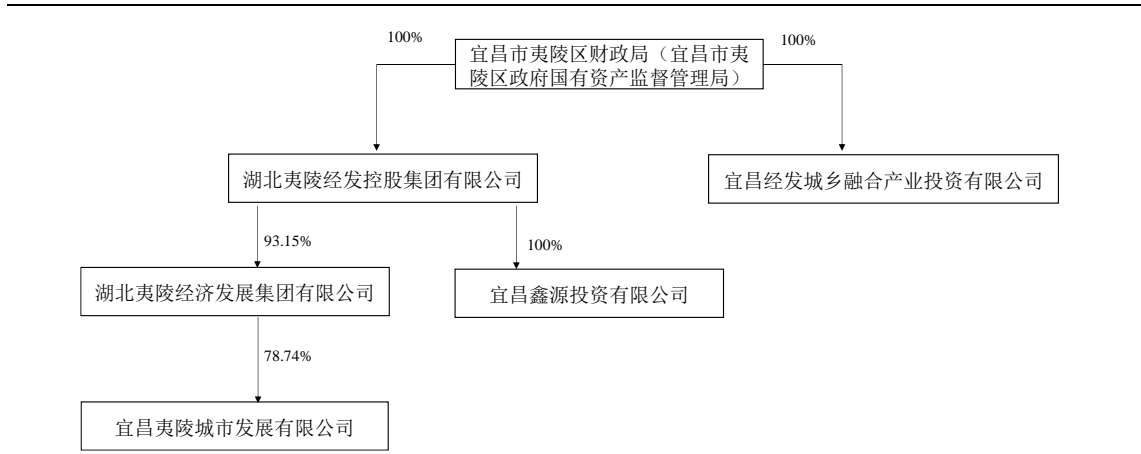 100%
宜昌市夷陵区财政局（宜昌市夷
陵区政府国有资产监督管理局）
100%
湖北夷陵经发控股集团有限公司
宜昌经发城乡融合产业投资有限公司
93.15%
100%
湖北夷陵经济发展集团有限公司
宜昌鑫源投资有限公司
78.74%
宜昌夷陵城市发展有限公司